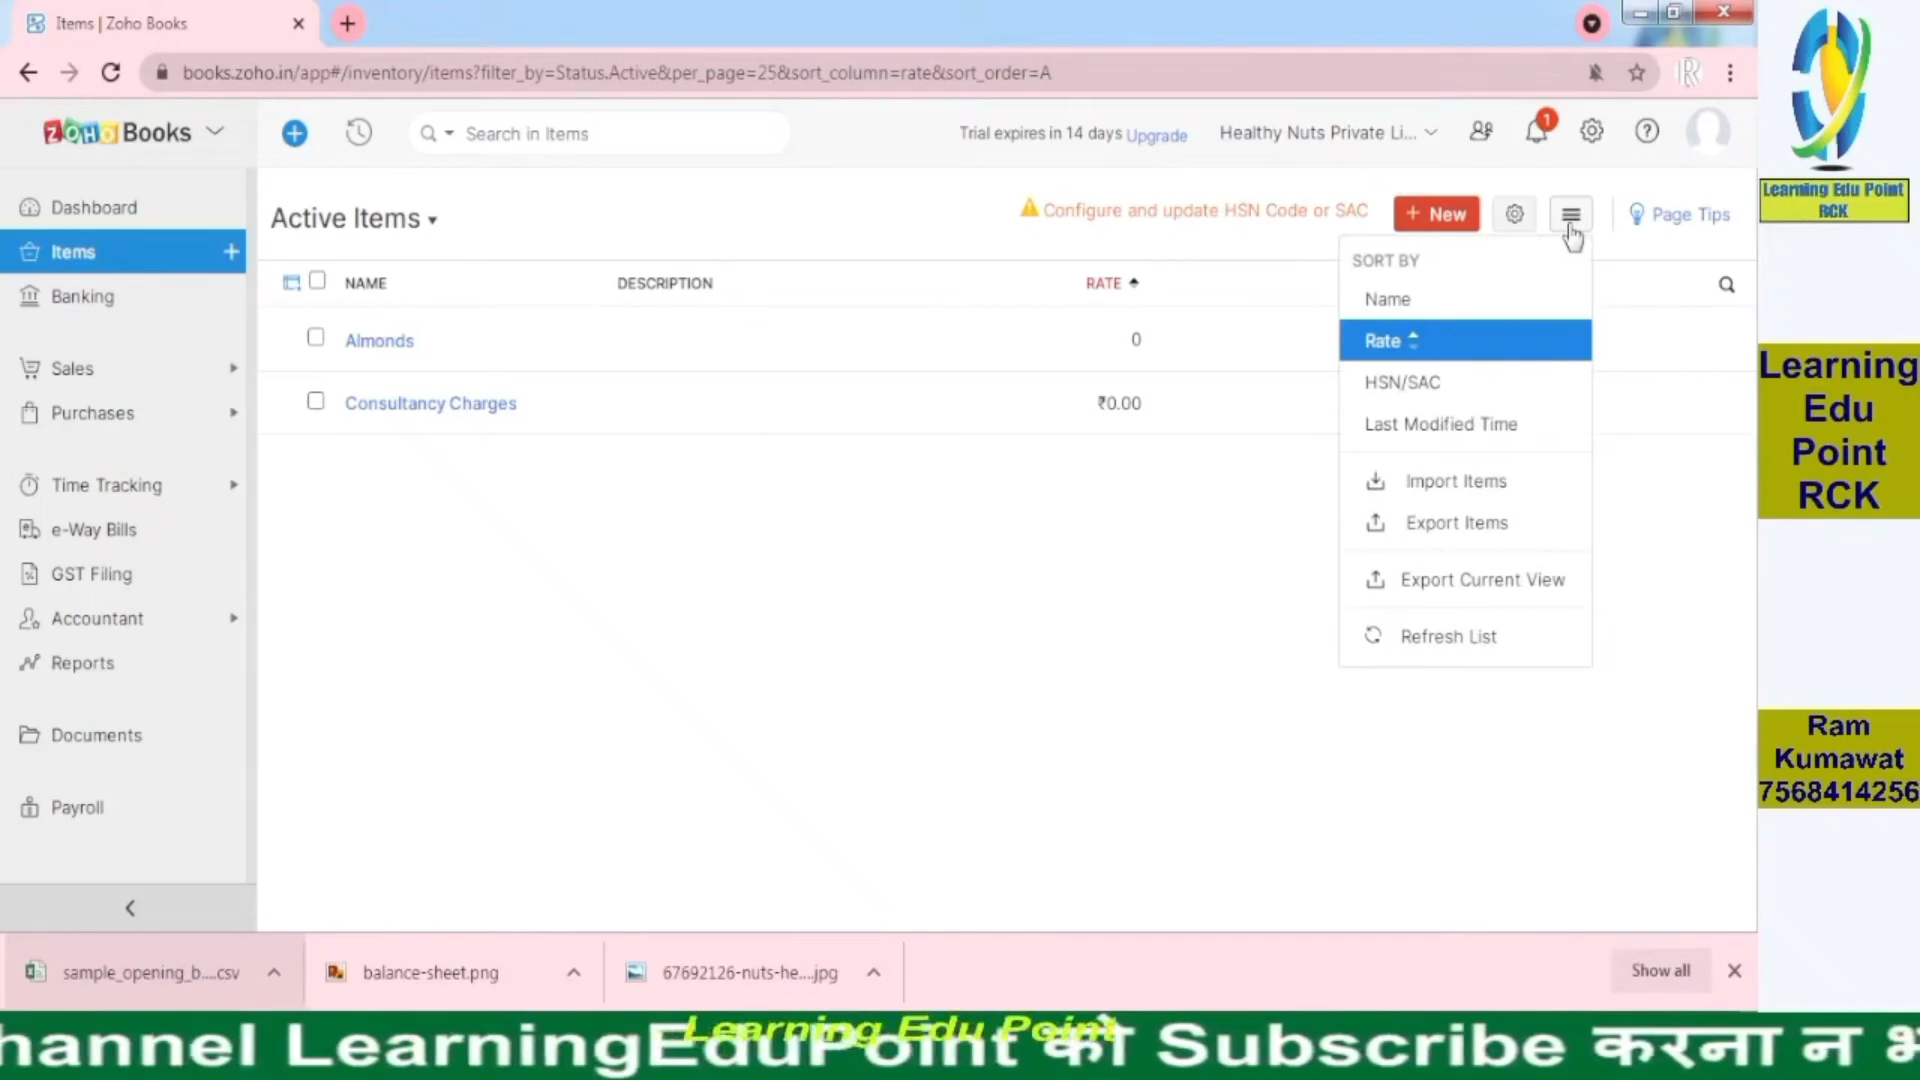 Items | Zoho Books
books.zoho.in/app#/inventory/items?filter_by=Status.Active&per_page=25&sort_column=rate&sort_order=A
ZOHO Books
Search in Items
Trial expires in 14 days Upgrade
Healthy Nuts Private Li...
1
Learning Edu Point
RCK
Dashboard
Items
Banking
Sales
Purchases
Time Tracking
e-Way Bills
GST Filing
Accountant
Reports
Documents
Payroll
Active Items
Configure and update HSN Code or SAC
+ New
Page Tips
NAME DESCRIPTION RATE
Almonds 0
Consultancy Charges ₹0.00
SORT BY
Name
Rate
HSN/SAC
Last Modified Time
Import Items
Export Items
Export Current View
Refresh List
Learning
Edu
Point
RCK
Ram
Kumawat
7568414256
sample_opening_b....csv
balance-sheet.png
67692126-nuts-he....jpg
Show all
Learning Edu Point
hannel LearningEduPoint को Subscribe करना न भ